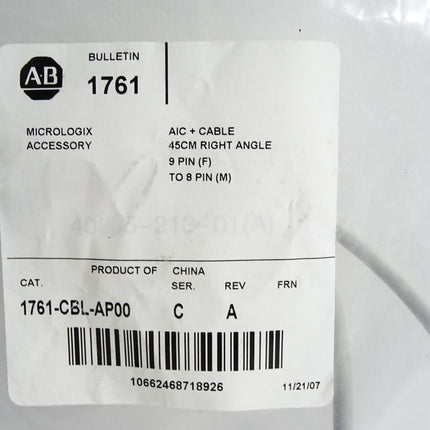 AB
BULLETIN
1761
MICROLOGIX
ACCESSORY
AIC + CABLE
45CM RIGHT ANGLE
9 PIN (F)
TO 8 PIN (M)
PRODUCT OF CHINA
CAT. SER. REV FRN
1761-CBL-AP00 C A
10662468718926
11/21/07